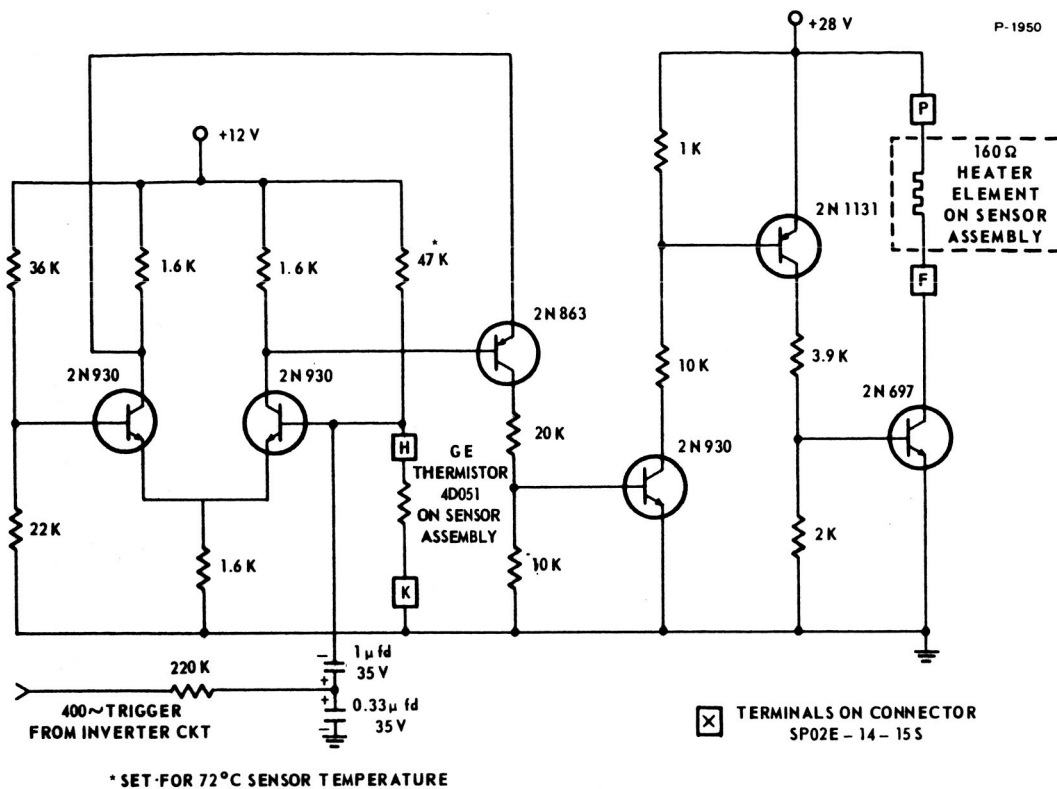 +28 V
P-1950
P
+12 V
1 K
160Ω
HEATER
ELEMENT
ON SENSOR
ASSEMBLY
2N1131
36 K
1.6 K
1.6 K
*
47 K
F
2N863
3.9 K
2N930
2N930
10 K
2N697
20 K
H
GE
THERMISTOR
4D051
ON SENSOR
ASSEMBLY
2N930
22 K
2 K
1.6 K
10K
K
220 K
- 1 µfd
+ 35 V
400~TRIGGER
FROM INVERTER CKT
+ 0.33 µ fd
- 35 V
X TERMINALS ON CONNECTOR
SP02E – 14 – 15 S
* SET·FOR 72°C SENSOR TEMPERATURE